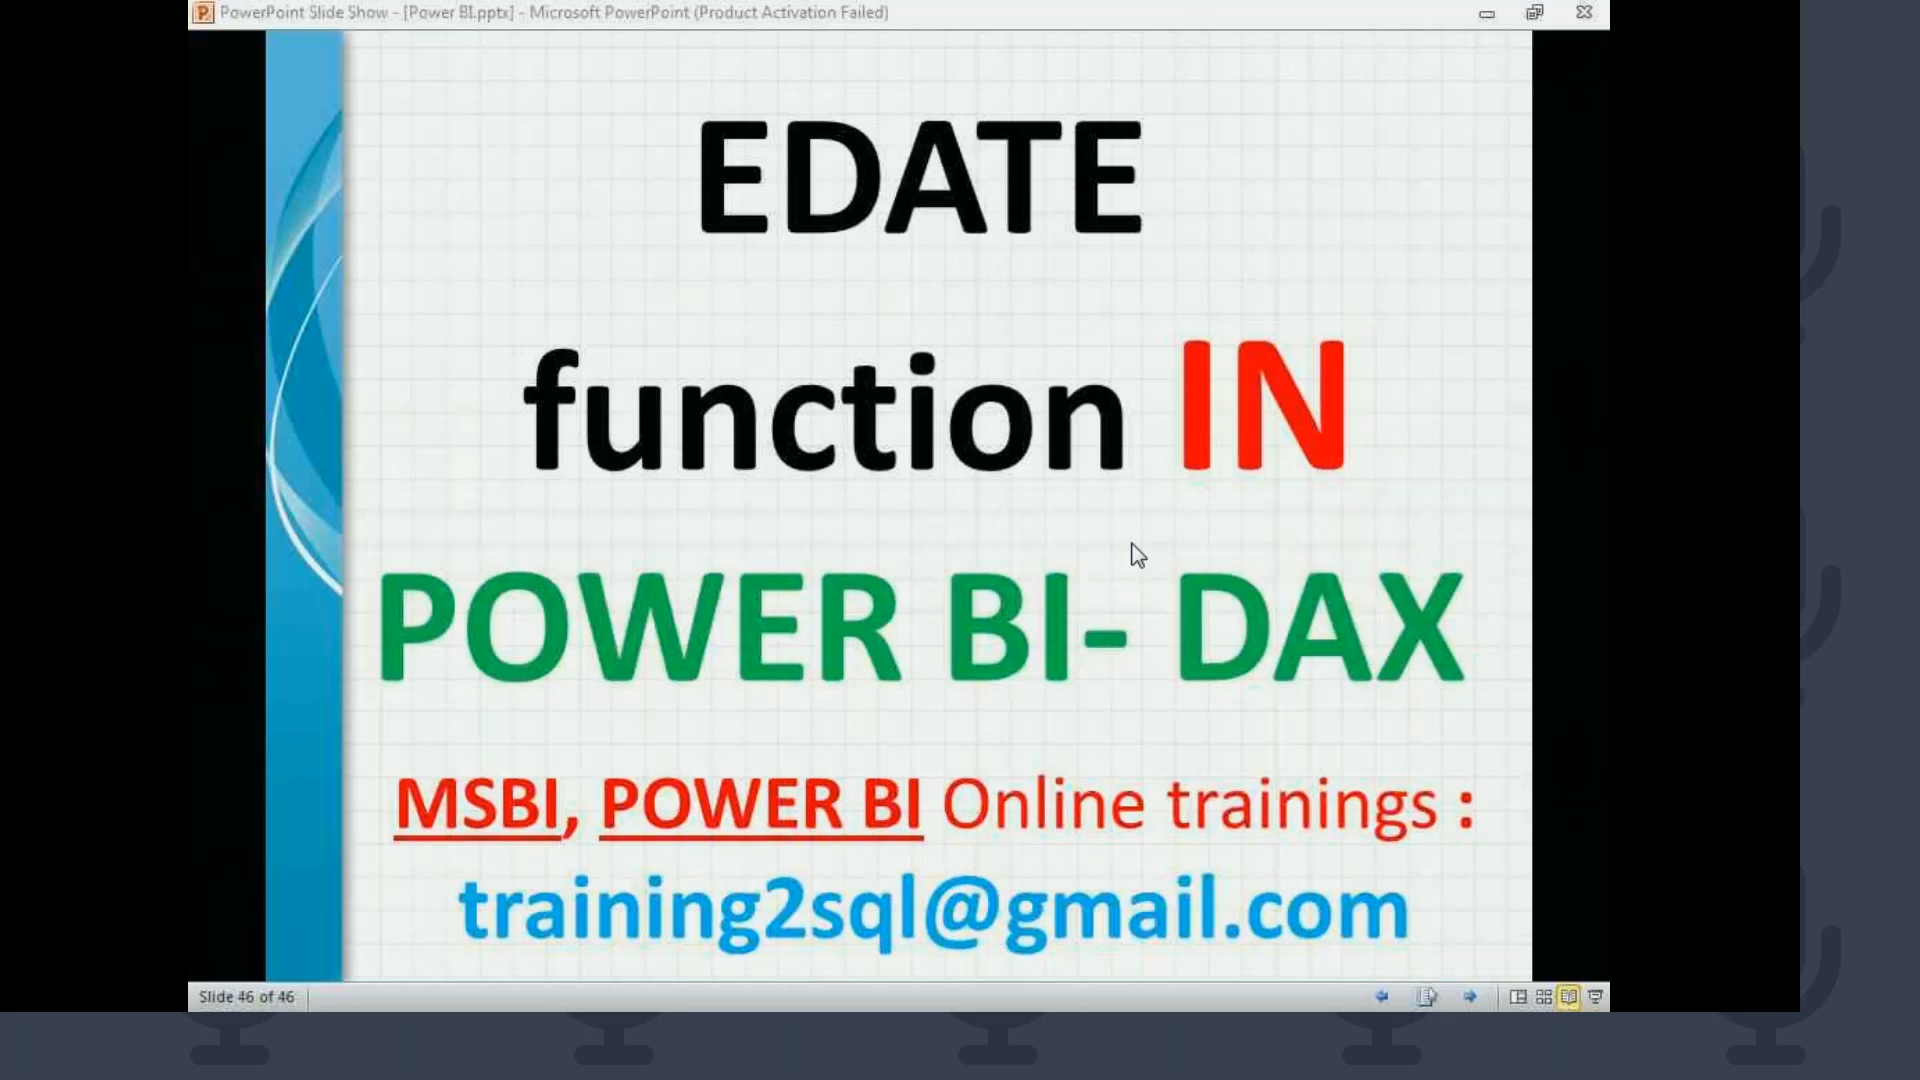 PowerPoint Slide Show - [Power BI.pptx] - Microsoft PowerPoint (Product Activation Failed)
EDATE
function IN
POWER BI- DAX
MSBI, POWER BI Online trainings :
training2sql@gmail.com
Slide 46 of 46